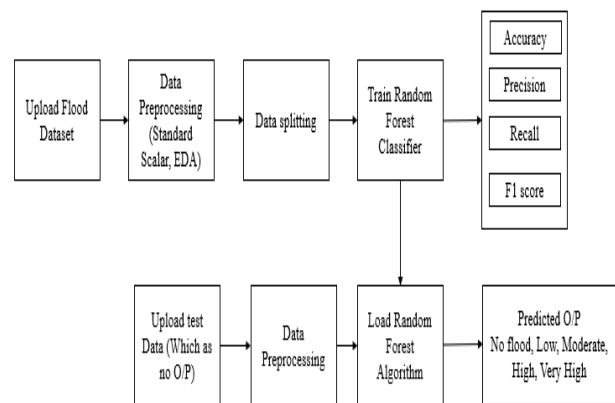 Upload Flood
Dataset
Data
Preprocessing
(Standard
Scalar, EDA)
Data splitting
Train Random
Forest
Classifier
Accuracy
Precision
Recall
F1 score
Upload test
Data (Which as
no O/P)
Data
Preprocessing
Load Random
Forest
Algorithm
Predicted O/P
No flood, Low, Moderate,
High, Very High